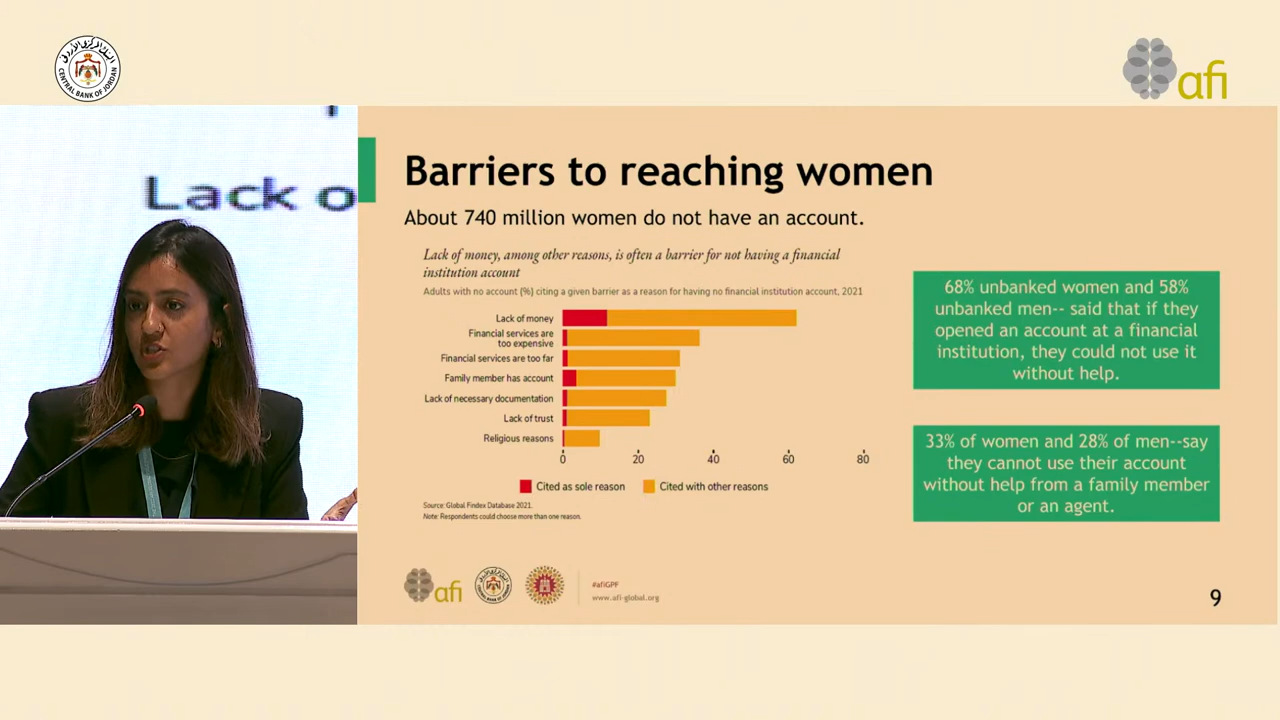 CENTRAL BANK OF JORDAN
البنك المركزي الأردني
afi
Lack o
Barriers to reaching women
About 740 million women do not have an account.
Lack of money, among other reasons, is often a barrier for not having a financial
institution account
Adults with no account (%) citing a given barrier as a reason for having no financial institution account, 2021
Lack of money
Financial services are
too expensive
Financial services are too far
Family member has account
Lack of necessary documentation
Lack of trust
Religious reasons
0 20 40 60 80
Cited as sole reason Cited with other reasons
Source: Global Findex Database 2021.
Note: Respondents could choose more than one reason.
68% unbanked women and 58%
unbanked men-- said that if they
opened an account at a financial
institution, they could not use it
without help.
33% of women and 28% of men--say
they cannot use their account
without help from a family member
or an agent.
afi
#afiGPF
www.afi-global.org
9